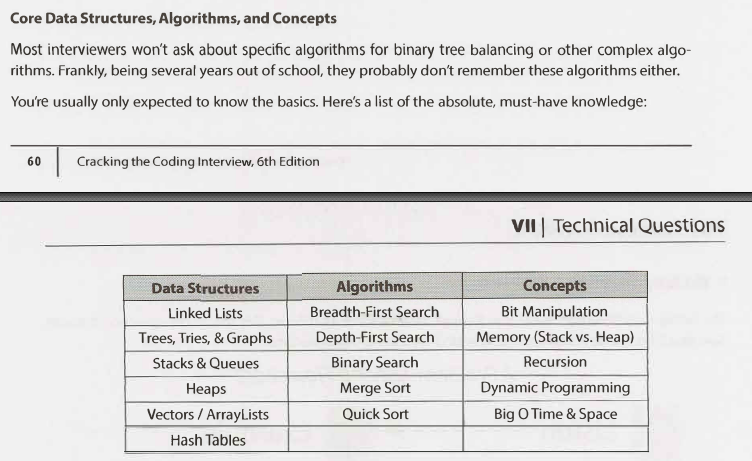 Core Data Structures, Algorithms, and Concepts
Most interviewers won't ask about specific algorithms for binary tree balancing or other complex algo-
rithms. Frankly, being several years out of school, they probably don't remember these algorithms either.
You're usually only expected to know the basics. Here's a list of the absolute, must-have knowledge:
60 Cracking the Coding Interview, 6th Edition
VII | Technical Questions
Data Structures Algorithms Concepts
Linked Lists Breadth-First Search Bit Manipulation
Trees, Tries, & Graphs Depth-First Search Memory (Stack vs. Heap)
Stacks & Queues Binary Search Recursion
Heaps Merge Sort Dynamic Programming
Vectors / ArrayLists Quick Sort Big O Time & Space
Hash Tables